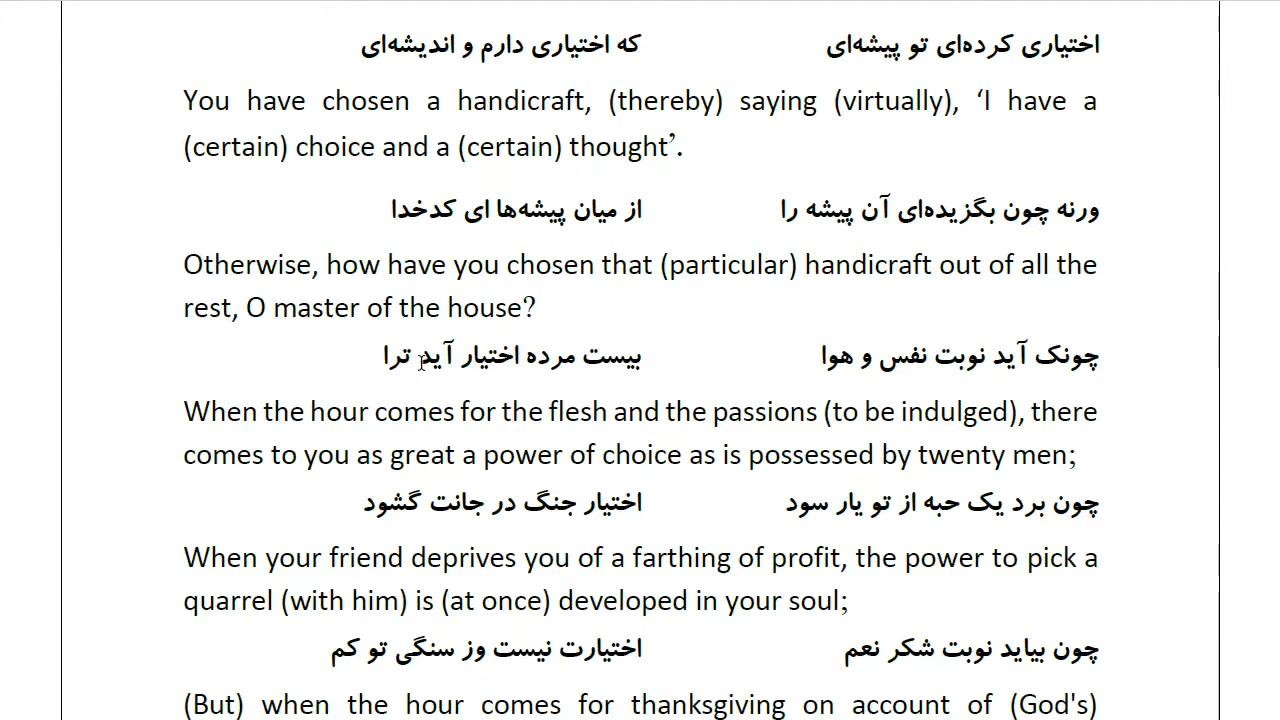 اختیاری کرده‌ای تو پیشه‌ای که اختیاری دارم و اندیشه‌ای
You have chosen a handicraft, (thereby) saying (virtually), ‘I have a
(certain) choice and a (certain) thought’.
ورنه چون بگزیده‌ای آن پیشه را از میان پیشه‌ها ای کدخدا
Otherwise, how have you chosen that (particular) handicraft out of all the
rest, O master of the house?
چونک آید نوبت نفس و هوا بیست مرده اختیار آید ترا
When the hour comes for the flesh and the passions (to be indulged), there
comes to you as great a power of choice as is possessed by twenty men;
چون برد یک حبه از تو یار سود اختیار جنگ در جانت گشود
When your friend deprives you of a farthing of profit, the power to pick a
quarrel (with him) is (at once) developed in your soul;
چون بیاید نوبت شکر نعم اختیارت نیست وز سنگی تو کم
(But) when the hour comes for thanksgiving on account of (God's)